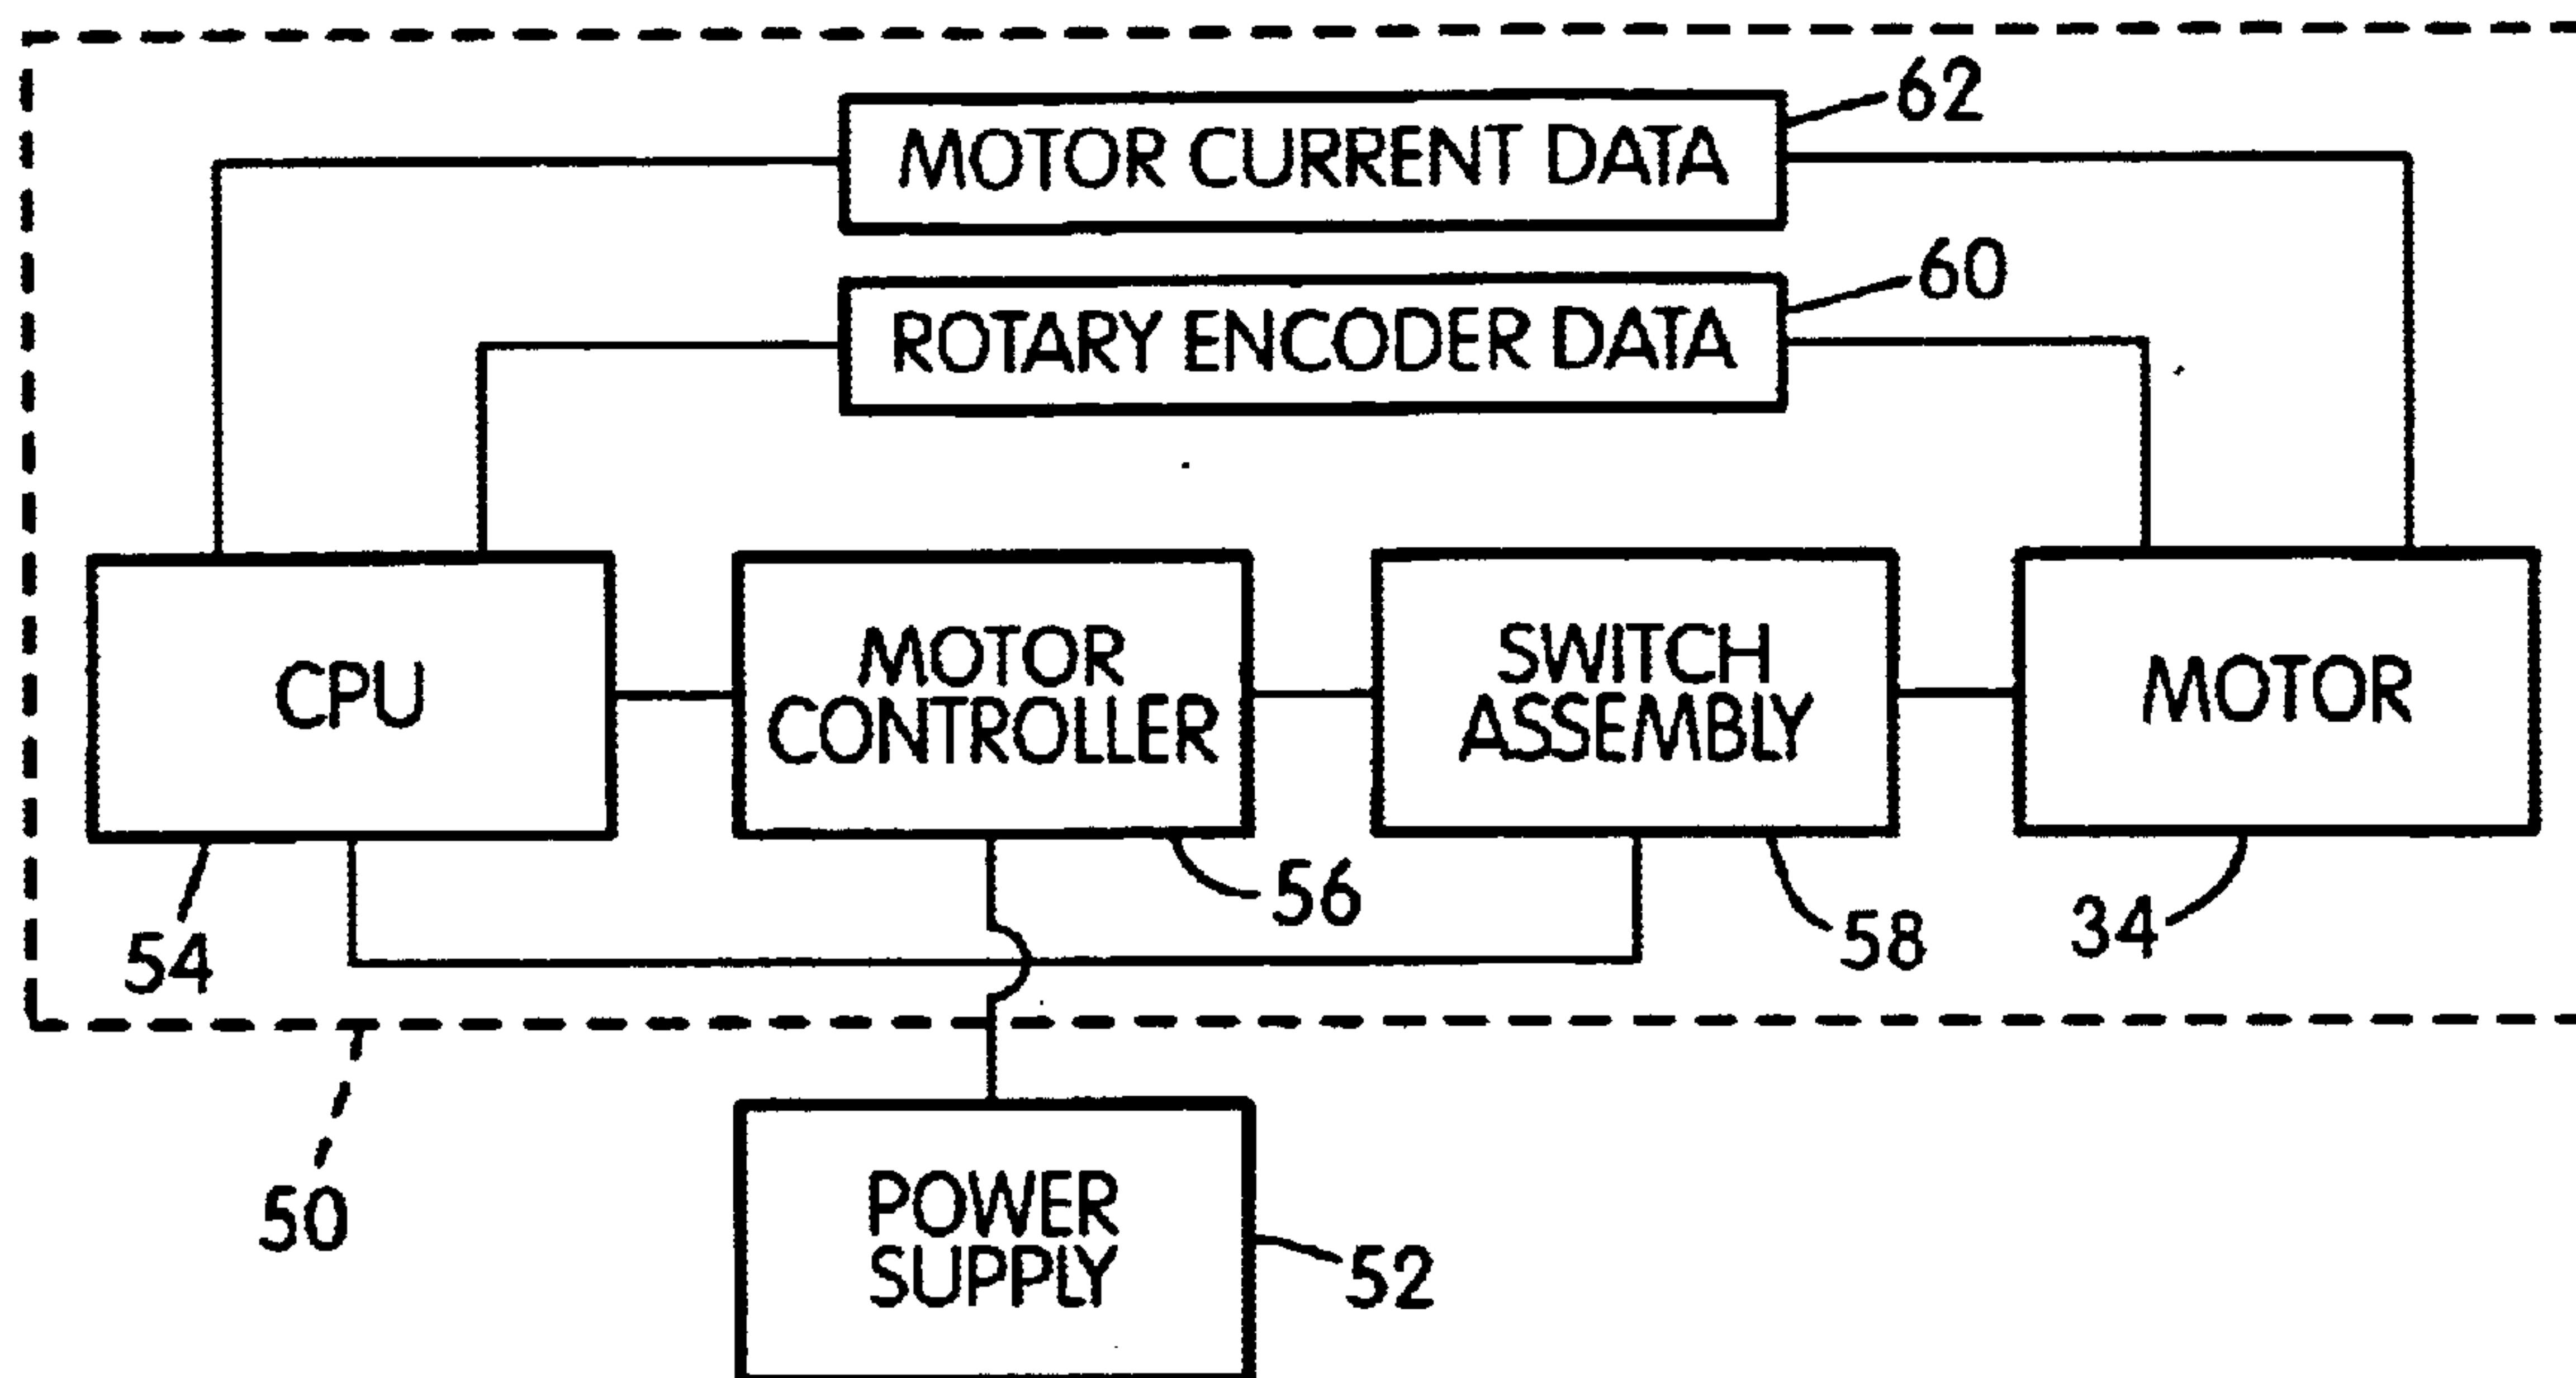 62
MOTOR CURRENT DATA
60
ROTARY ENCODER DATA
CPU
MOTOR
CONTROLLER
SWITCH
ASSEMBLY
MOTOR
54
56
58
34
50
POWER
SUPPLY
52